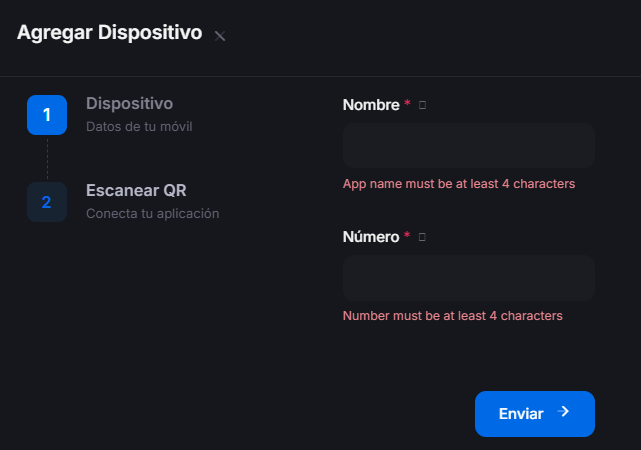 Agregar Dispositivo
1
Dispositivo
Datos de tu móvil
2
Escanear QR
Conecta tu aplicación
Nombre *
App name must be at least 4 characters
Número *
Number must be at least 4 characters
Enviar